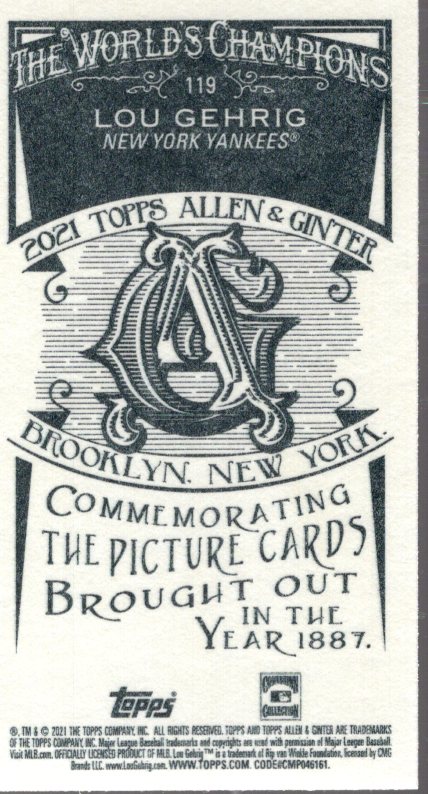 THE WORLD'S CHAMPIONS
119
LOU GEHRIG
NEW YORK YANKEES®
2021 TOPPS ALLEN & GINTER
AG
BROOKLYN, NEW YORK.
COMMEMORATING
THE PICTURE CARDS
BROUGHT OUT
IN THE
YEAR 1887.
topps®
COOPERSTOWN
COLLECTION
®, TM & © 2021 THE TOPPS COMPANY, INC. ALL RIGHTS RESERVED. TOPPS AND TOPPS ALLEN & GINTER ARE TRADEMARKS
OF THE TOPPS COMPANY, INC. Major League Baseball trademarks and copyrights are used with permission of Major League Baseball.
Visit MLB.com. OFFICIALLY LICENSED PRODUCT OF MLB. Lou Gehrig™ is a trademark of Rip van Winkle Foundation, licensed by CMG
Brands LLC. www.LouGehrig.com. WWW.TOPPS.COM. CODE#CMP046161.